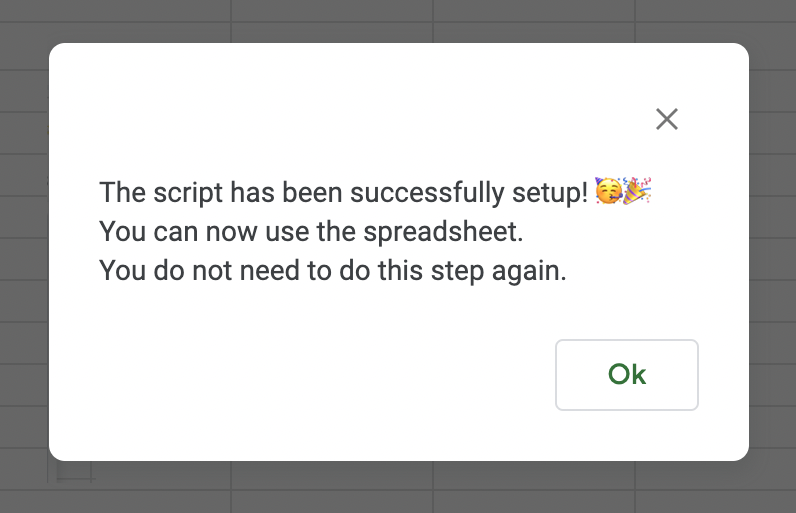 The script has been successfully setup! 🥳🎉
You can now use the spreadsheet.
You do not need to do this step again.
Ok